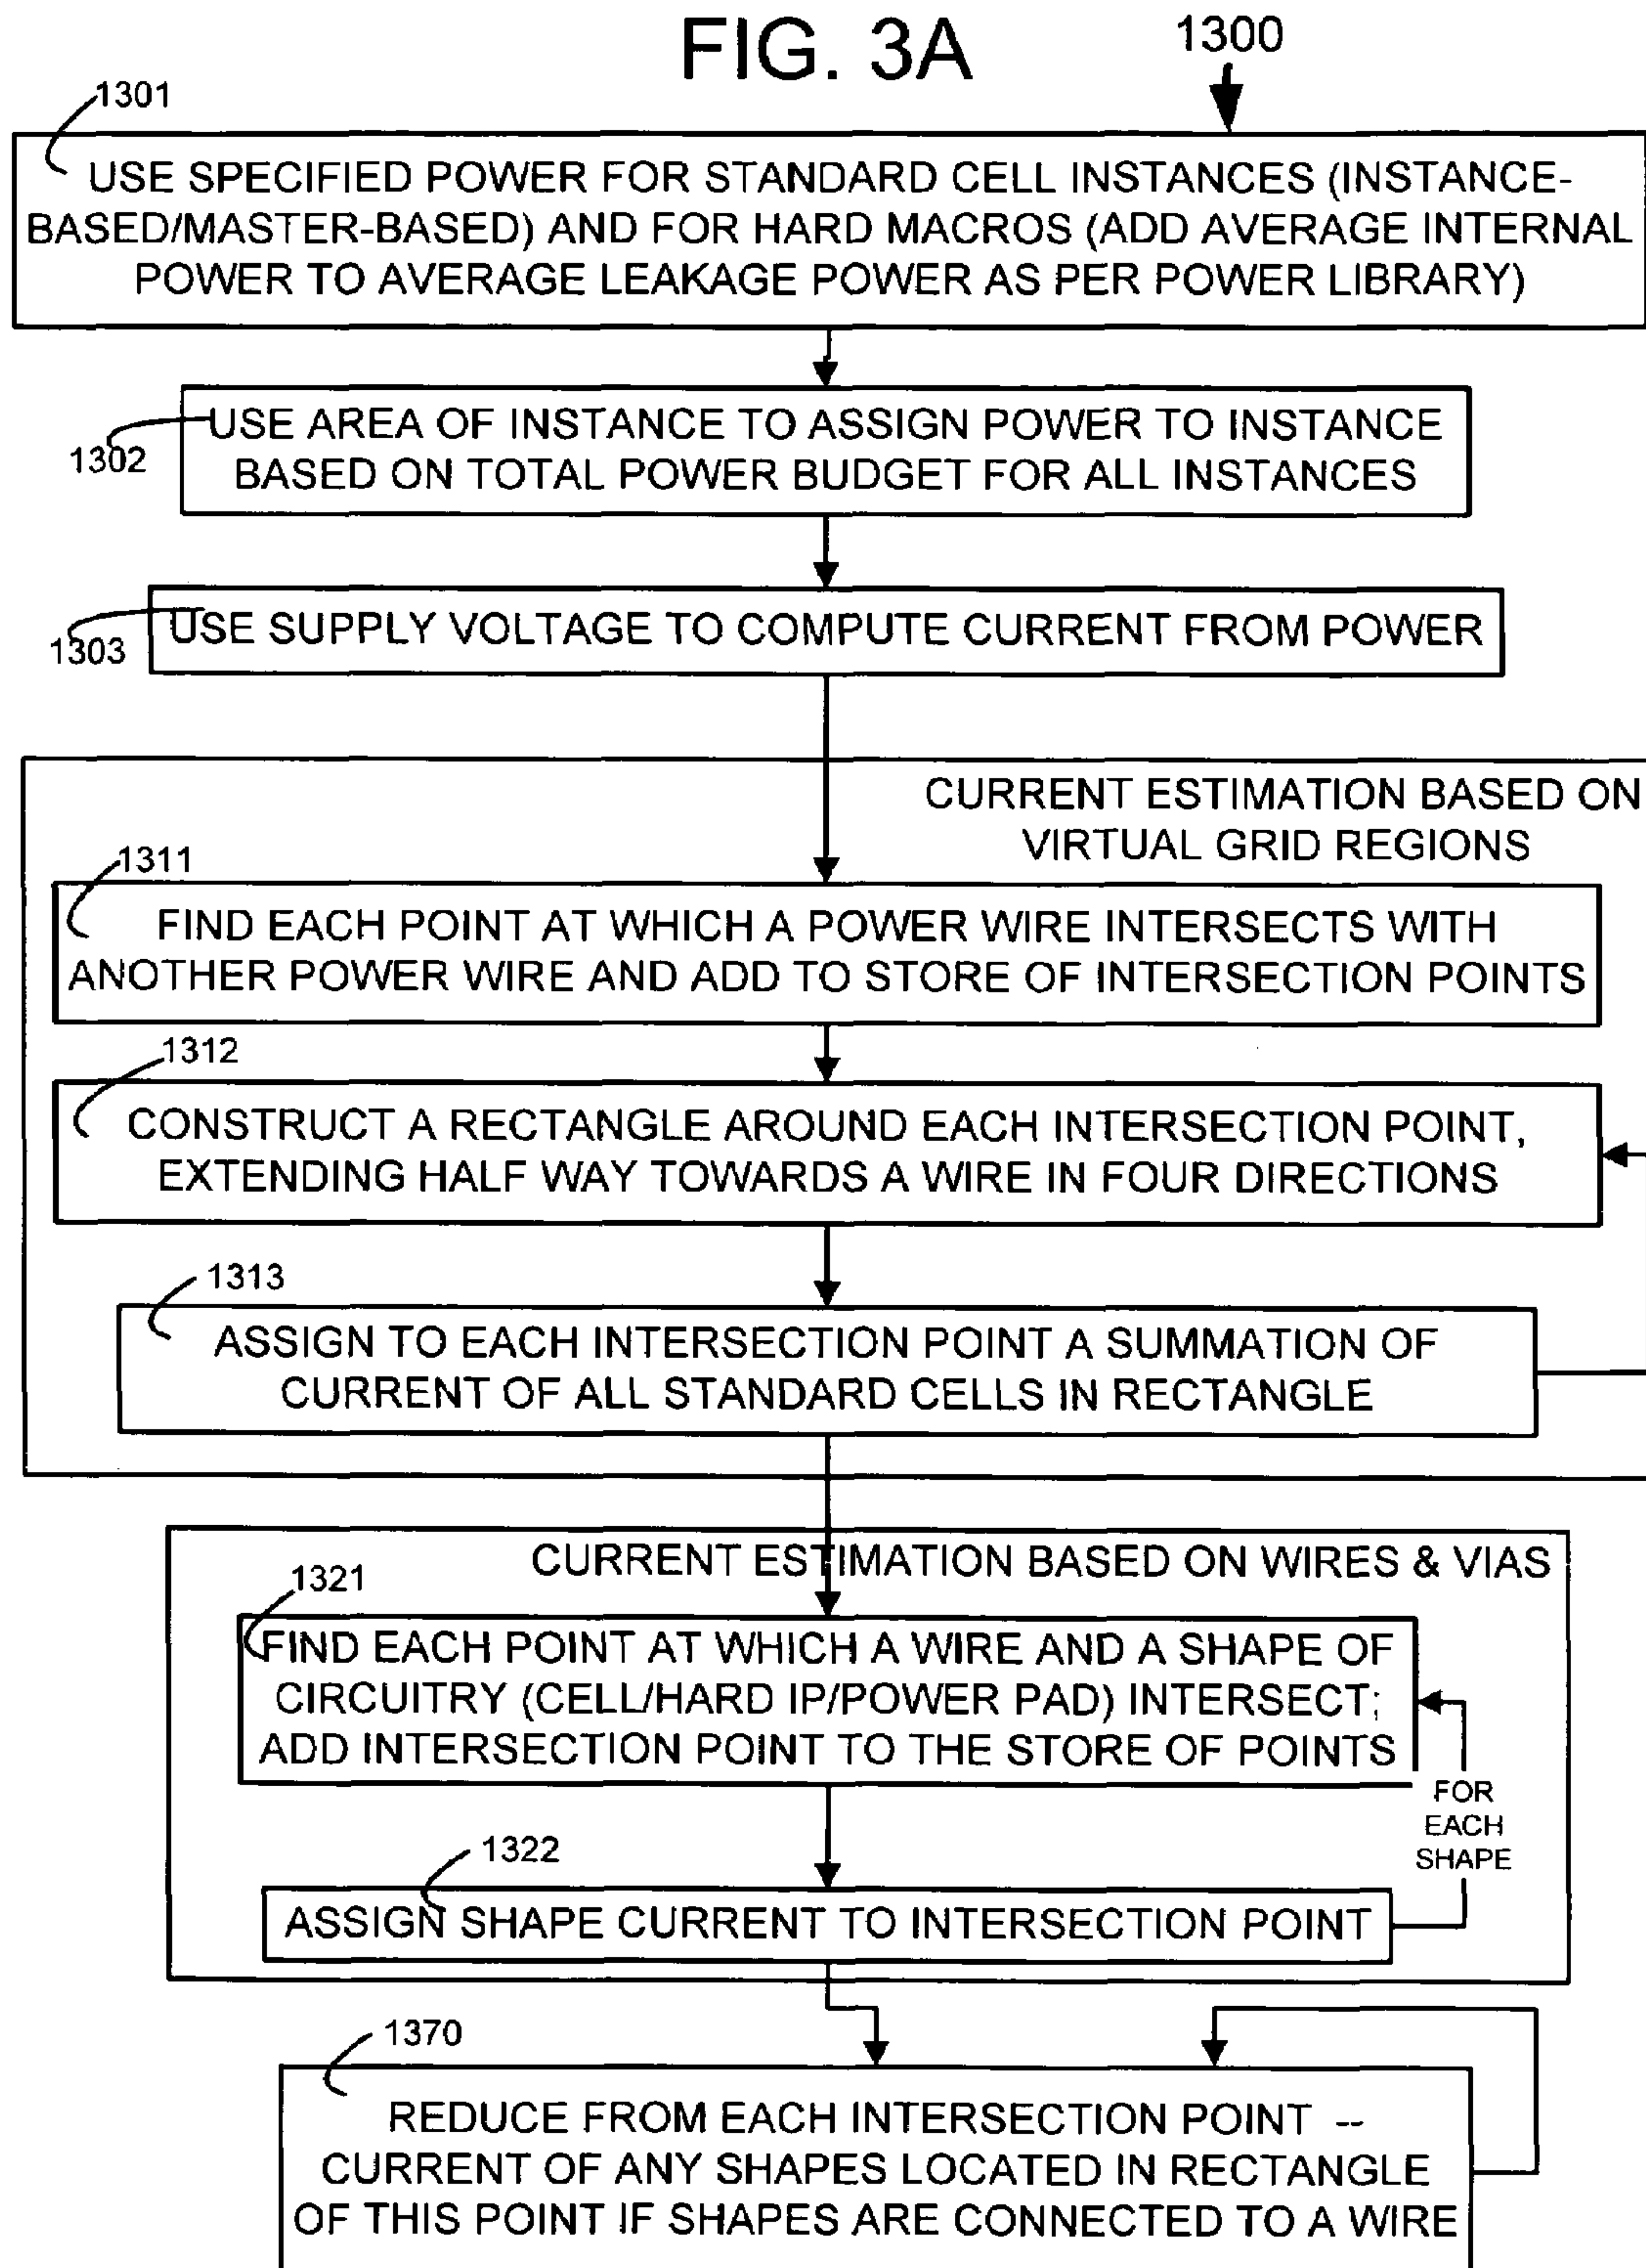 FIG. 3A
1300
1301
USE SPECIFIED POWER FOR STANDARD CELL INSTANCES (INSTANCE-
BASED/MASTER-BASED) AND FOR HARD MACROS (ADD AVERAGE INTERNAL
POWER TO AVERAGE LEAKAGE POWER AS PER POWER LIBRARY)
1302
USE AREA OF INSTANCE TO ASSIGN POWER TO INSTANCE
BASED ON TOTAL POWER BUDGET FOR ALL INSTANCES
1303
USE SUPPLY VOLTAGE TO COMPUTE CURRENT FROM POWER
CURRENT ESTIMATION BASED ON
VIRTUAL GRID REGIONS
1311
FIND EACH POINT AT WHICH A POWER WIRE INTERSECTS WITH
ANOTHER POWER WIRE AND ADD TO STORE OF INTERSECTION POINTS
1312
CONSTRUCT A RECTANGLE AROUND EACH INTERSECTION POINT,
EXTENDING HALF WAY TOWARDS A WIRE IN FOUR DIRECTIONS
1313
ASSIGN TO EACH INTERSECTION POINT A SUMMATION OF
CURRENT OF ALL STANDARD CELLS IN RECTANGLE
CURRENT ESTIMATION BASED ON WIRES & VIAS
1321
FIND EACH POINT AT WHICH A WIRE AND A SHAPE OF
CIRCUITRY (CELL/HARD IP/POWER PAD) INTERSECT;
ADD INTERSECTION POINT TO THE STORE OF POINTS
FOR
EACH
SHAPE
1322
ASSIGN SHAPE CURRENT TO INTERSECTION POINT
1370
REDUCE FROM EACH INTERSECTION POINT --
CURRENT OF ANY SHAPES LOCATED IN RECTANGLE
OF THIS POINT IF SHAPES ARE CONNECTED TO A WIRE